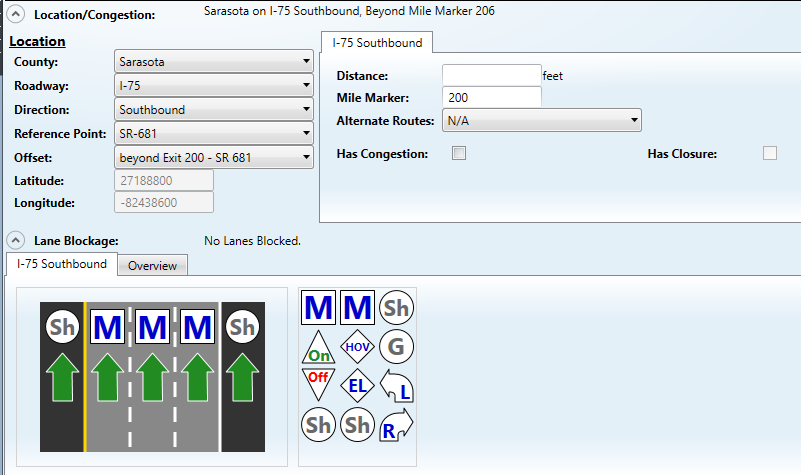 Location/Congestion: Sarasota on I-75 Southbound, Beyond Mile Marker 206
Location
County: Sarasota
Roadway: I-75
Direction: Southbound
Reference Point: SR-681
Offset: beyond Exit 200 - SR 681
Latitude: 27188800
Longitude: -82438600
I-75 Southbound
Distance: feet
Mile Marker: 200
Alternate Routes: N/A
Has Congestion: Has Closure:
Lane Blockage: No Lanes Blocked.
I-75 Southbound Overview
Sh M M M Sh
M M Sh
On HOV G
Off EL L
Sh Sh R